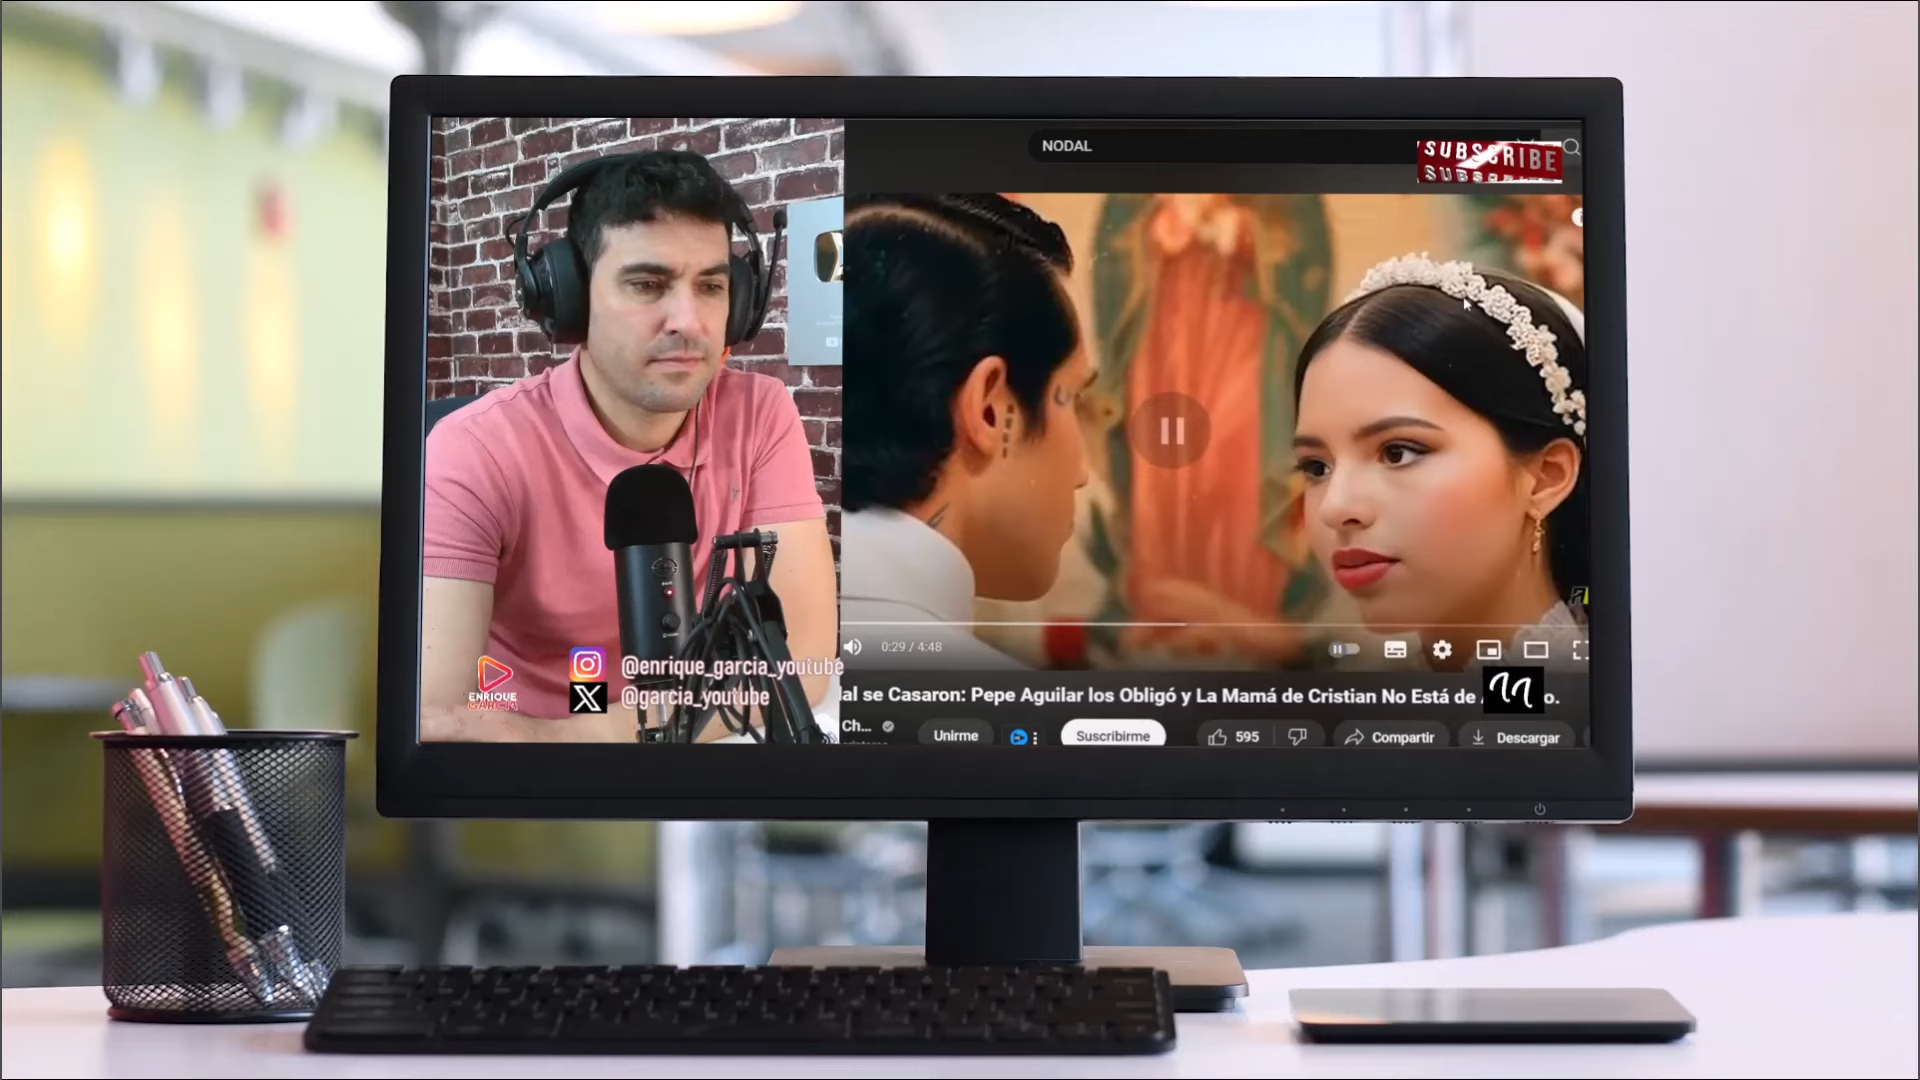 NODAL
SUBSCRIBE
0:29 / 4:48
@enrique_garcia_youtube
@garcia_youtube
ENRIQUE
GARCIA
se Casaron: Pepe Aguilar los Obligó y La Mamá de Cristian No Está de
Ch...
Unirme
Suscribirme
595
Compartir
Descargar